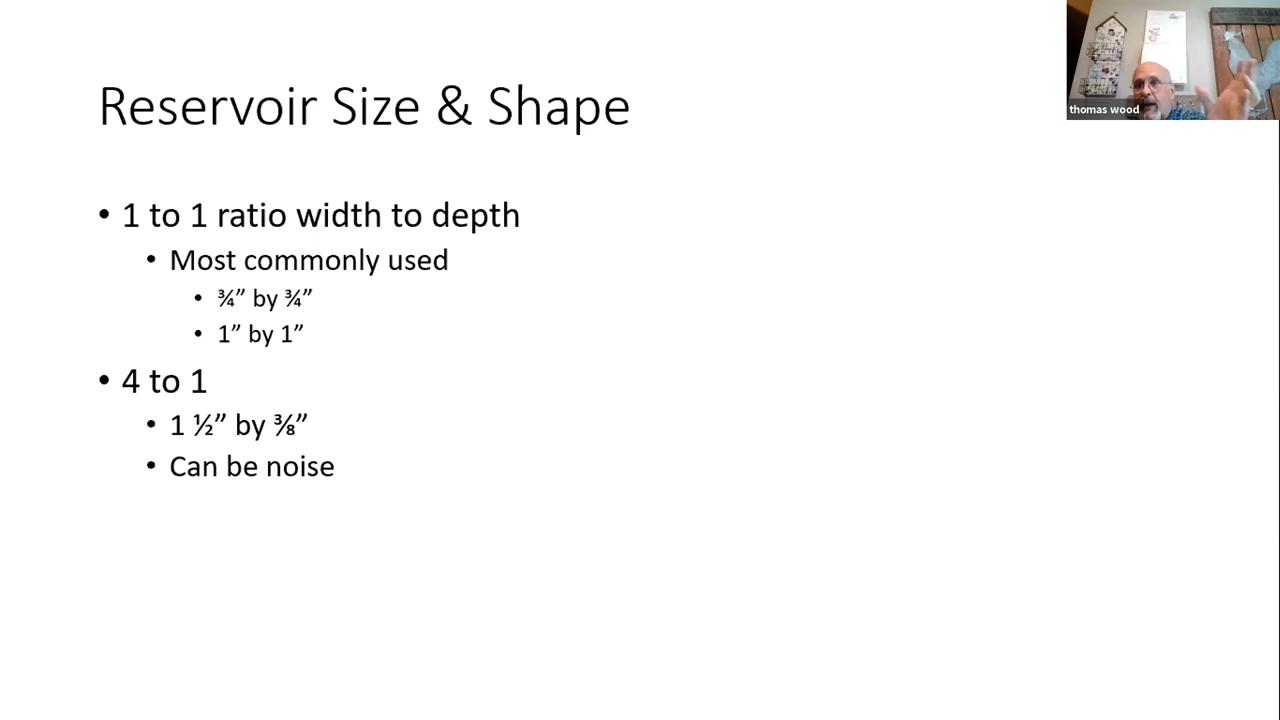 Reservoir Size & Shape
• 1 to 1 ratio width to depth
• Most commonly used
• ¾” by ¾”
• 1” by 1”
• 4 to 1
• 1 ½” by ⅜”
• Can be noise
thomas wood